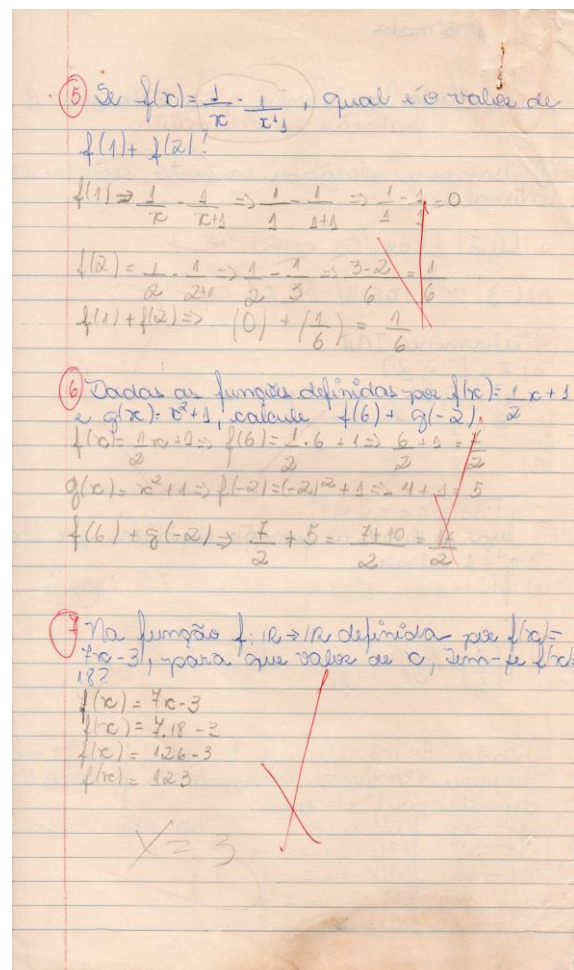 5 Se f(x) = 1/x · 1/x+1, qual é o valor de
f(1) + f(2)?
f(1) => 1/x - 1/x+1 => 1/1 - 1/1+1 => 1/1 - 1/1 = 0
f(2) = 1/2 - 1/2+1 => 1/2 - 1/3 => 3-2/6 = 1/6
f(1) + f(2) => (0) + (1/6) = 1/6
6 Dadas as funções definidas por f(x) = 1/2 x + 1
e g(x) = x² + 1, calcule f(6) + g(-2)
f(x) = 1/2 x + 1 => f(6) = 1/2 . 6 + 1 => 6+1/2 = 7/2
g(x) = x² + 1 => f(-2) = (-2)² + 1 => 4 + 1 = 5
f(6) + g(-2) => 7/2 + 5 = 7+10/2 = 17/2
7 Na função f: IR → IR definida por f(x) =
7x - 3, para que valor de x, tem-se f(x) =
18?
f(x) = 7x - 3
f(x) = 7.18 - 3
f(x) = 126 - 3
f(x) = 123
X = 3